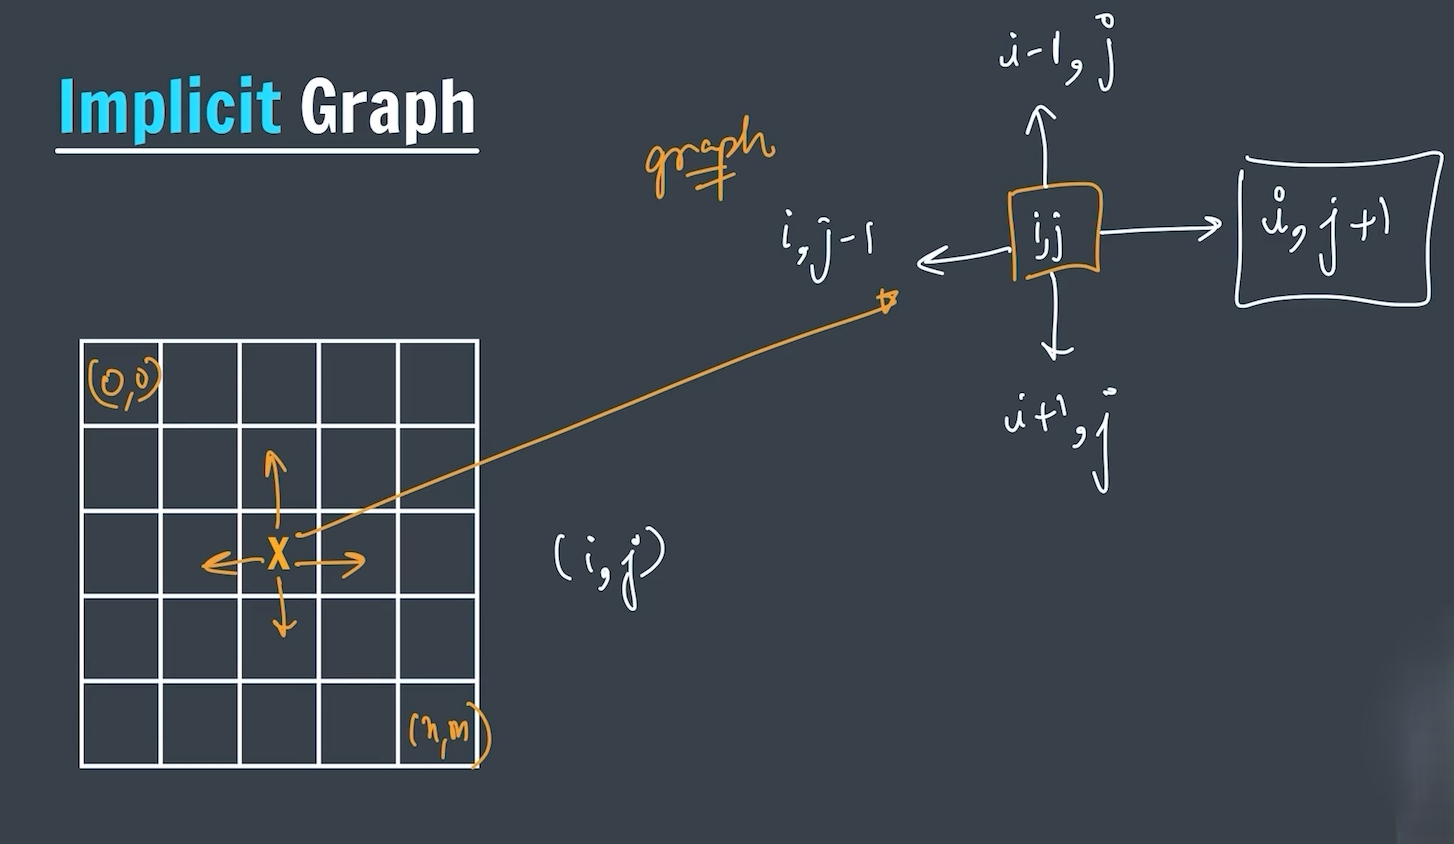 Implicit Graph
graph
i-1, j
i, j-1
i,j
i, j+1
i+1, j
(0,0)
X
(i,j)
(n,m)